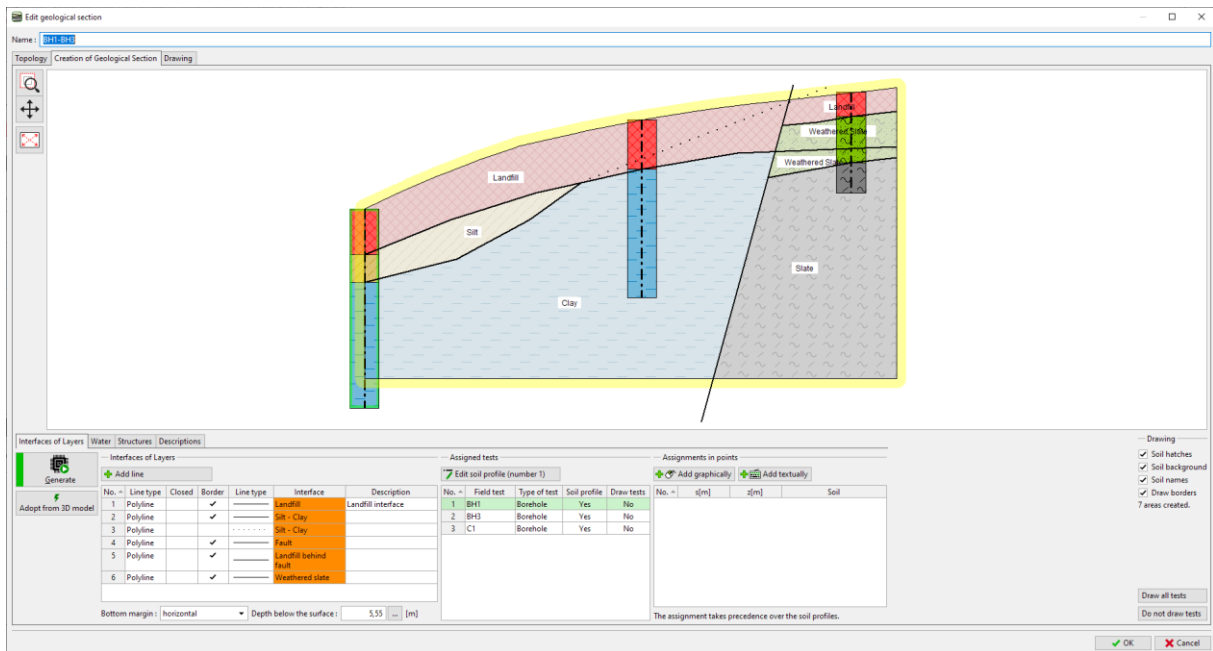 Edit geological section
Name : BH1-BH3
Topology Creation of Geological Section Drawing
Landfill
Weathered Slate
Weathered Slate
Landfill
Silt
Slate
Clay
Interfaces of Layers Water Structures Descriptions
Generate
Adopt from 3D model
Interfaces of Layers
Add line
No. Line type Closed Border Line type Interface Description
1 Polyline Landfill Landfill interface
2 Polyline Silt - Clay
3 Polyline Silt - Clay
4 Polyline Fault
5 Polyline Landfill behind
fault
6 Polyline Weathered slate
Bottom margin : horizontal Depth below the surface : 5,55 ... [m]
Assigned tests
Edit soil profile (number 1)
No. Field test Type of test Soil profile Draw tests
1 BH1 Borehole Yes No
2 BH3 Borehole Yes No
3 C1 Borehole Yes No
Assignments in points
Add graphically Add textually
No. s[m] z[m] Soil
The assignment takes precedence over the soil profiles.
Drawing
Soil hatches
Soil background
Soil names
Draw borders
7 areas created.
Draw all tests
Do not draw tests
OK Cancel